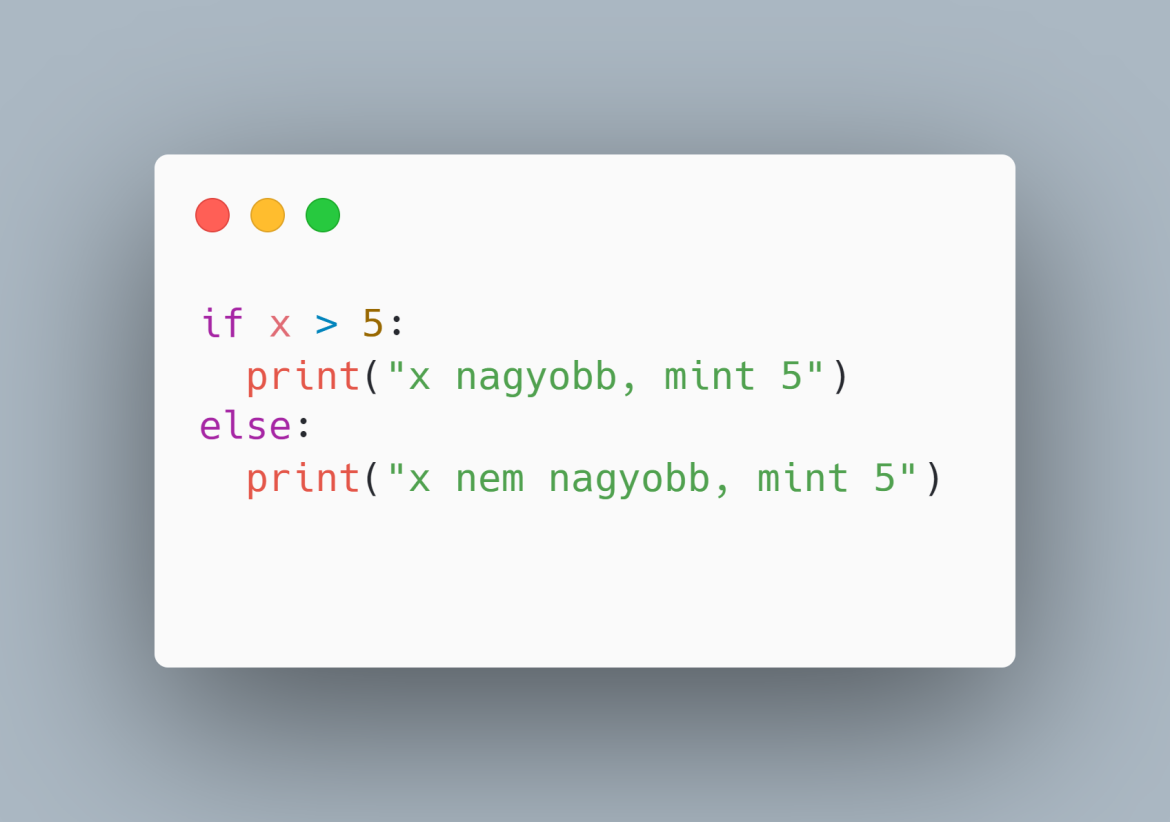 if x > 5:
  print("x nagyobb, mint 5")
else:
  print("x nem nagyobb, mint 5")